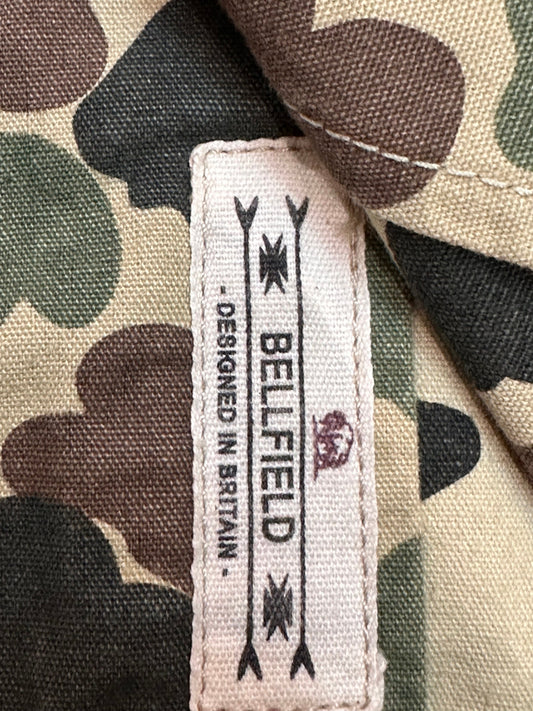 BELLFIELD
- DESIGNED IN BRITAIN -